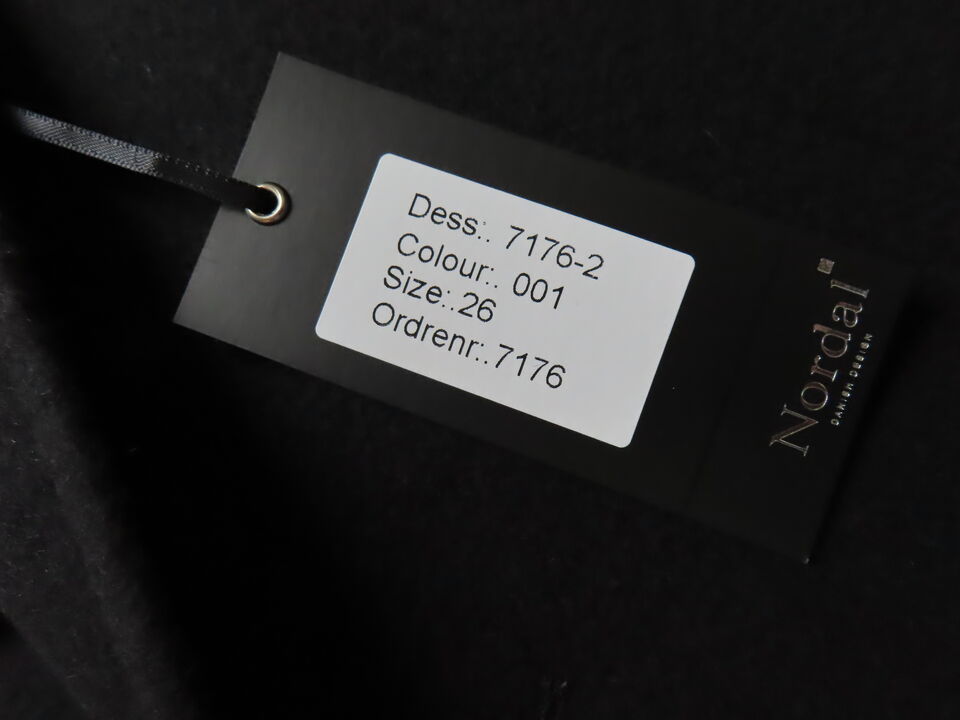 Dess:. 7176-2
Colour:. 001
Size:.26
Ordrenr:.7176
Nordal
DANISH DESIGN